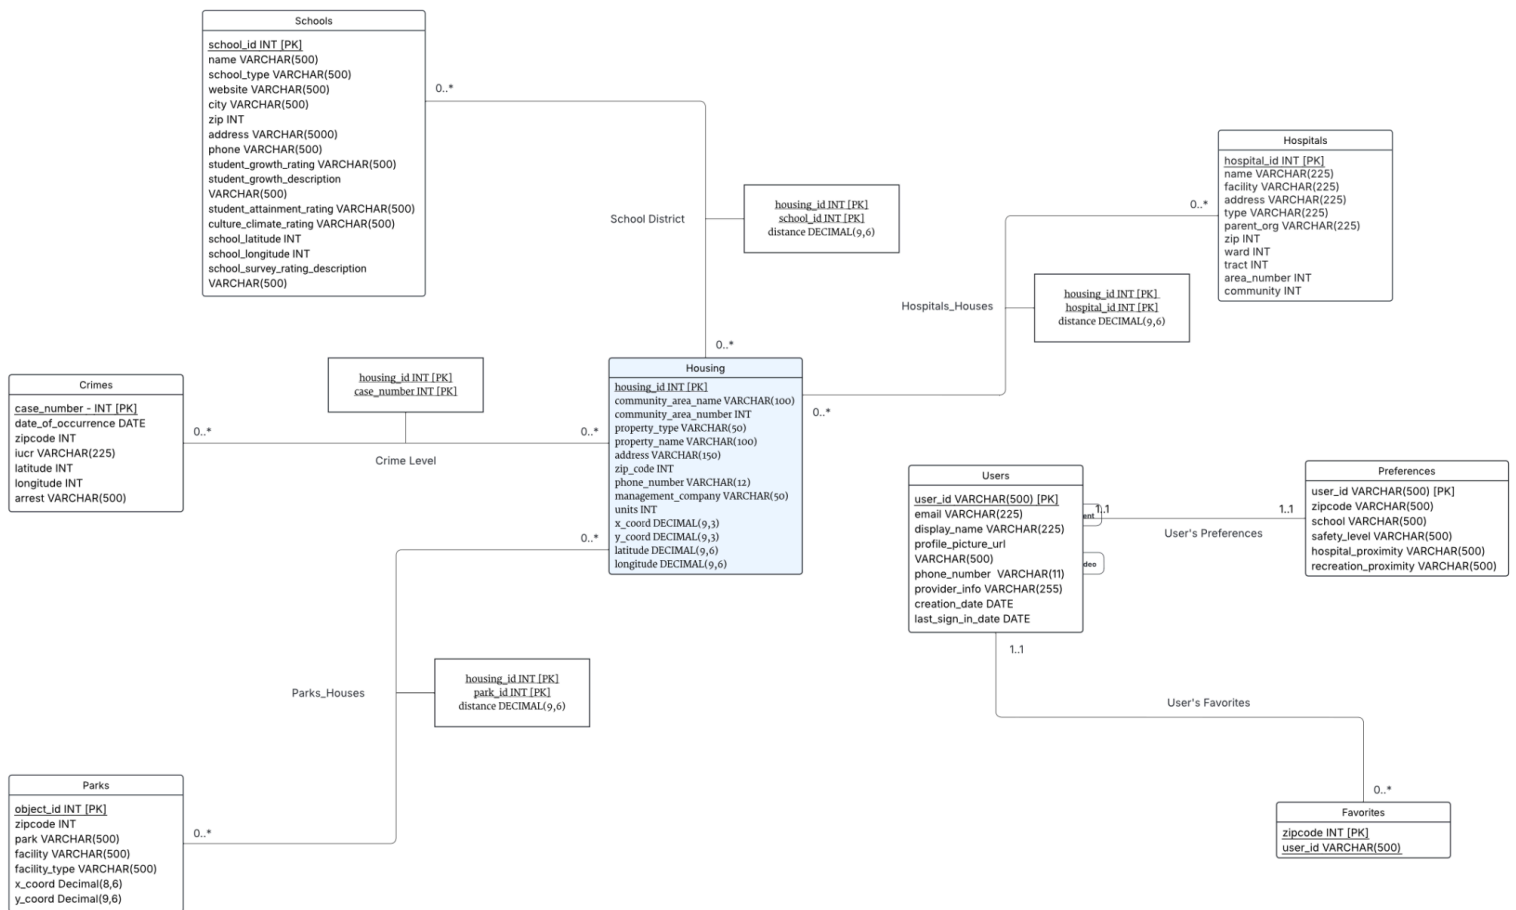 Schools
school_id INT [PK]
name VARCHAR(500)
school_type VARCHAR(500)
website VARCHAR(500)
city VARCHAR(500)
zip INT
address VARCHAR(5000)
phone VARCHAR(500)
student_growth_rating VARCHAR(500)
student_growth_description
VARCHAR(500)
student_attainment_rating VARCHAR(500)
culture_climate_rating VARCHAR(500)
school_latitude INT
school_longitude INT
school_survey_rating_description
VARCHAR(500)
0..*
School District
housing_id INT [PK]
school_id INT [PK]
distance DECIMAL(9,6)
0..*
Hospitals
hospital_id INT [PK]
name VARCHAR(225)
facility VARCHAR(225)
address VARCHAR(225)
type VARCHAR(225)
parent_org VARCHAR(225)
zip INT
ward INT
tract INT
area_number INT
community INT
0..*
Hospitals_Houses
housing_id INT [PK]
hospital_id INT [PK]
distance DECIMAL(9,6)
0..*
Crimes
case_number - INT [PK]
date_of_occurrence DATE
zipcode INT
iucr VARCHAR(225)
latitude INT
longitude INT
arrest VARCHAR(500)
0..*
housing_id INT [PK]
case_number INT [PK]
Crime Level
0..*
Housing
housing_id INT [PK]
community_area_name VARCHAR(100)
community_area_number INT
property_type VARCHAR(50)
property_name VARCHAR(100)
address VARCHAR(150)
zip_code INT
phone_number VARCHAR(12)
management_company VARCHAR(50)
units INT
x_coord DECIMAL(9,3)
y_coord DECIMAL(9,3)
latitude DECIMAL(9,6)
longitude DECIMAL(9,6)
0..*
Parks_Houses
housing_id INT [PK]
park_id INT [PK]
distance DECIMAL(9,6)
Parks
object_id INT [PK]
zipcode INT
park VARCHAR(500)
facility VARCHAR(500)
facility_type VARCHAR(500)
x_coord Decimal(8,6)
y_coord Decimal(9,6)
0..*
Users
user_id VARCHAR(500) [PK]
email VARCHAR(225)
display_name VARCHAR(225)
profile_picture_url
VARCHAR(500)
phone_number VARCHAR(11)
provider_info VARCHAR(255)
creation_date DATE
last_sign_in_date DATE
ent
deo
1..1
User's Preferences
1..1
Preferences
user_id VARCHAR(500) [PK]
zipcode VARCHAR(500)
school VARCHAR(500)
safety_level VARCHAR(500)
hospital_proximity VARCHAR(500)
recreation_proximity VARCHAR(500)
1..1
User's Favorites
0..*
Favorites
zipcode INT [PK]
user_id VARCHAR(500)